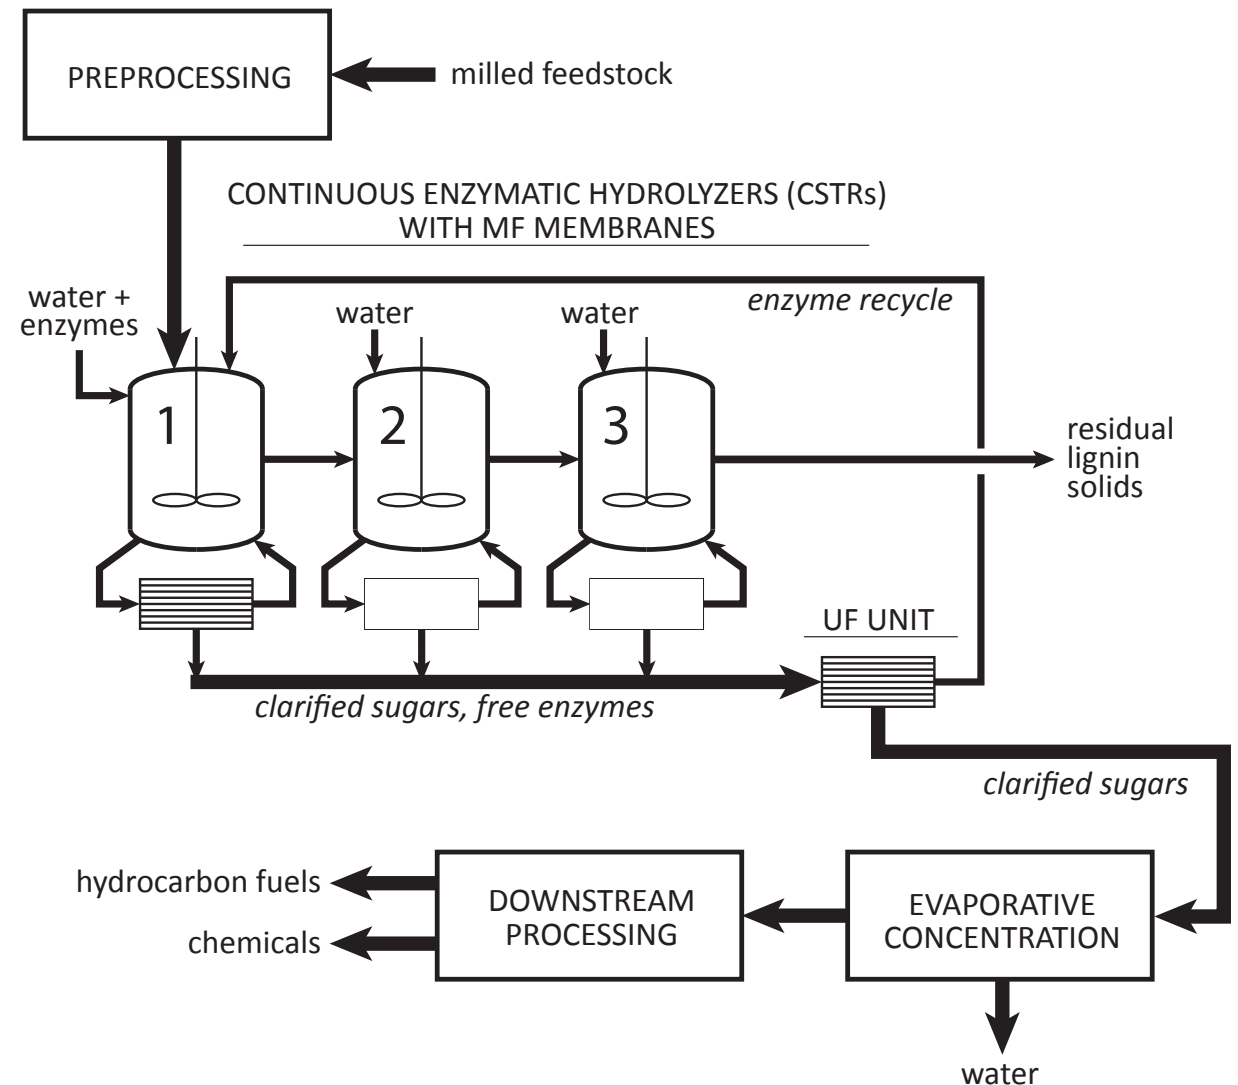 PREPROCESSING
milled feedstock
CONTINUOUS ENZYMATIC HYDROLYZERS (CSTRs)
WITH MF MEMBRANES
water +
enzymes
water
water
enzyme recycle
1
2
3
residual
lignin
solids
UF UNIT
clarified sugars, free enzymes
clarified sugars
hydrocarbon fuels
chemicals
DOWNSTREAM
PROCESSING
EVAPORATIVE
CONCENTRATION
water